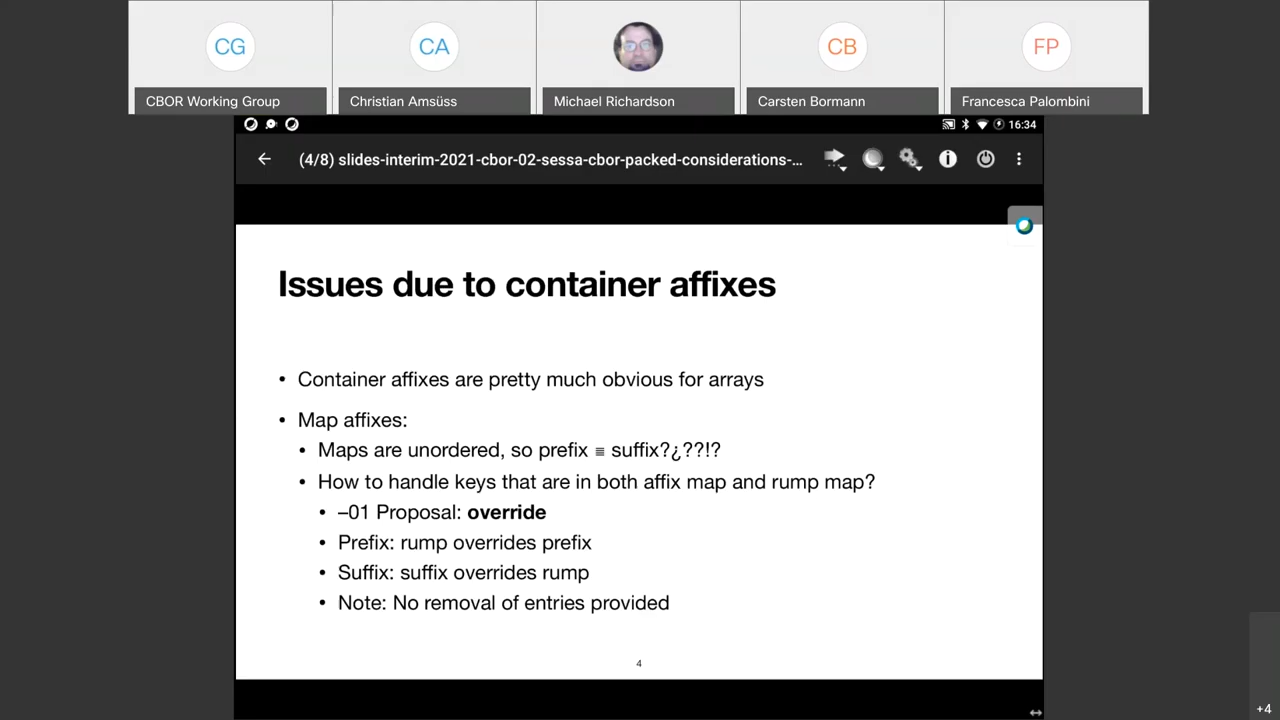 CG
CA
CB
FP
CBOR Working Group
Christian Amsüss
Michael Richardson
Carsten Bormann
Francesca Palombini
16:34
(4/8) slides-interim-2021-cbor-02-sessa-cbor-packed-considerations-...
Issues due to container affixes
• Container affixes are pretty much obvious for arrays
• Map affixes:
• Maps are unordered, so prefix ≡ suffix?¿??!?
• How to handle keys that are in both affix map and rump map?
• –01 Proposal: override
• Prefix: rump overrides prefix
• Suffix: suffix overrides rump
• Note: No removal of entries provided
4
+4